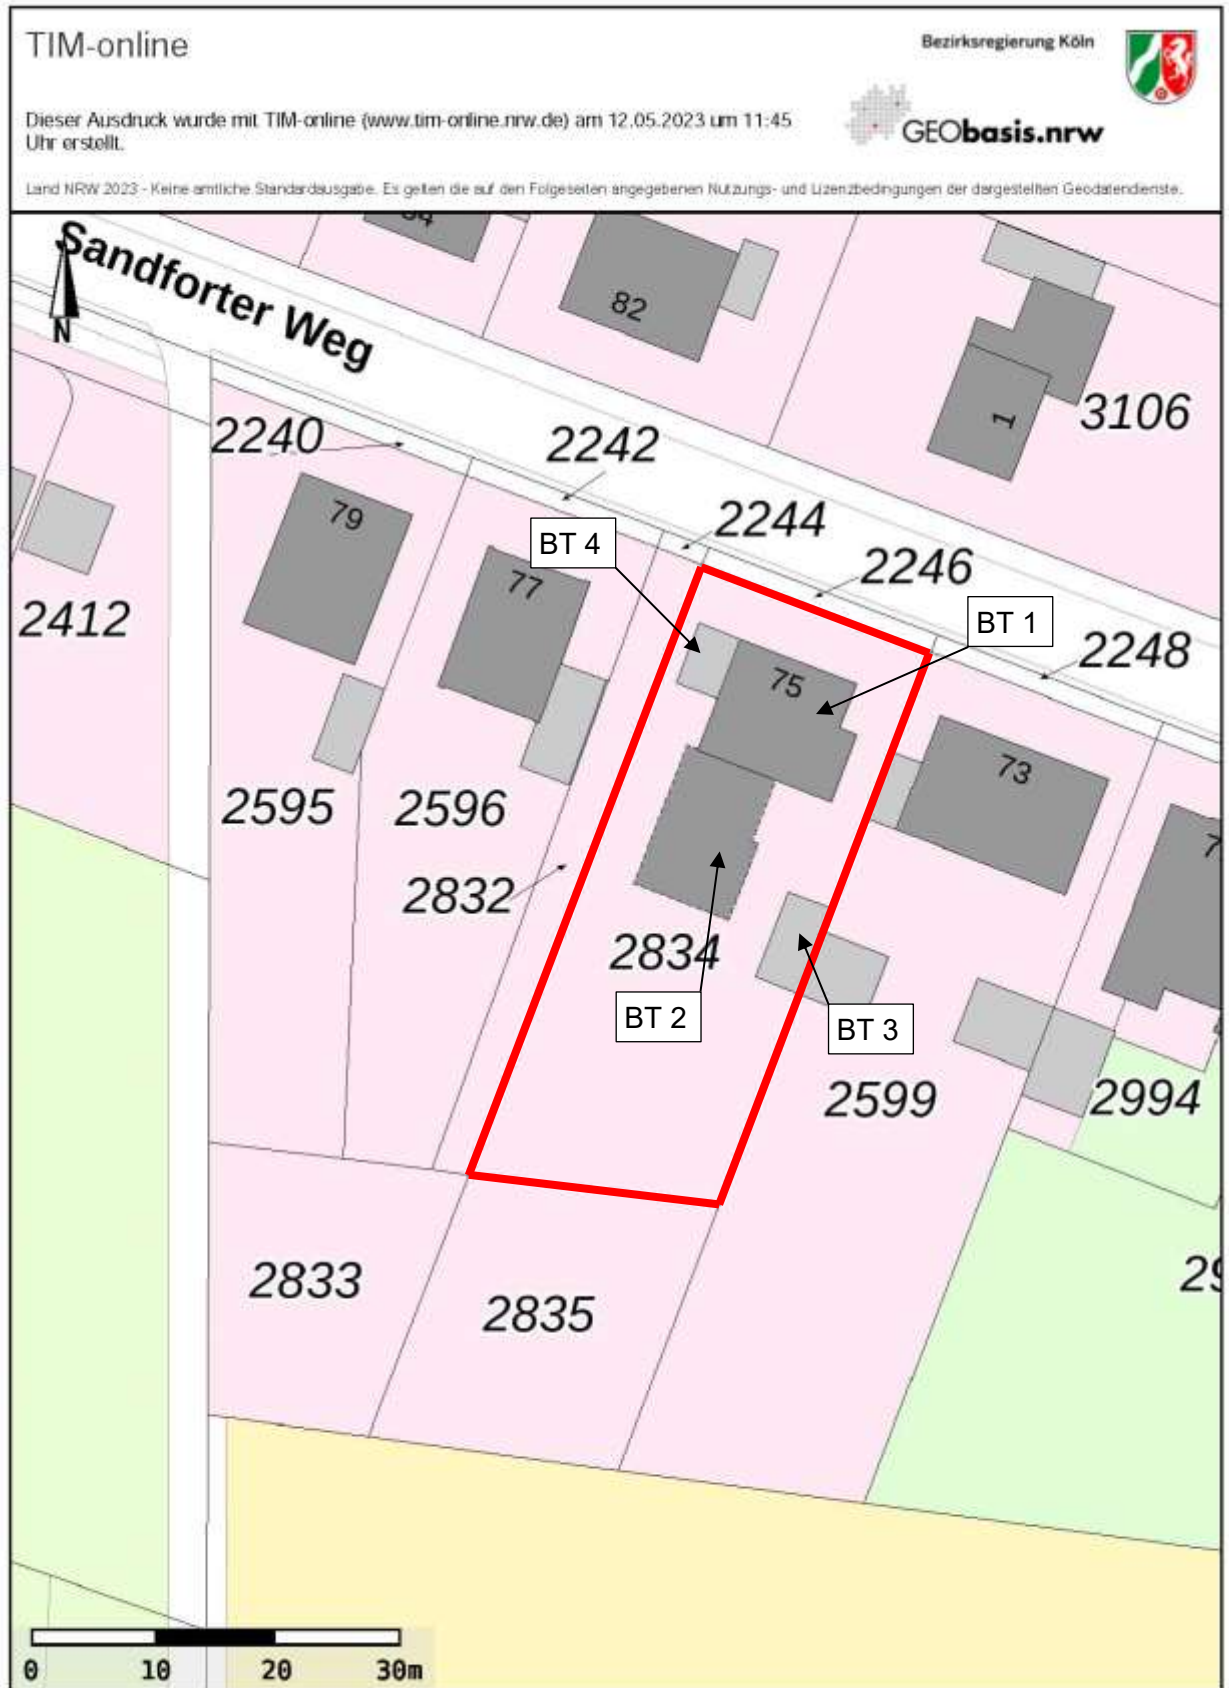 TIM-online
Bezirksregierung Köln
Dieser Ausdruck wurde mit TIM-online (www.tim-online.nrw.de) am 12.05.2023 um 11:45
Uhr erstellt.
GEObasis.nrw
Land NRW 2023 - Keine amtliche Standardausgabe. Es gelten die auf den Folgeseiten angegebenen Nutzungs- und Lizenzbedingungen der dargestellten Geodatendienste.
Sandforter Weg
N
82
1
3106
2240
2242
79
2244
BT 4
77
2246
2412
BT 1
2248
75
73
2595
2596
2832
2834
BT 2
BT 3
2599
2994
2833
2835
0 10 20 30m